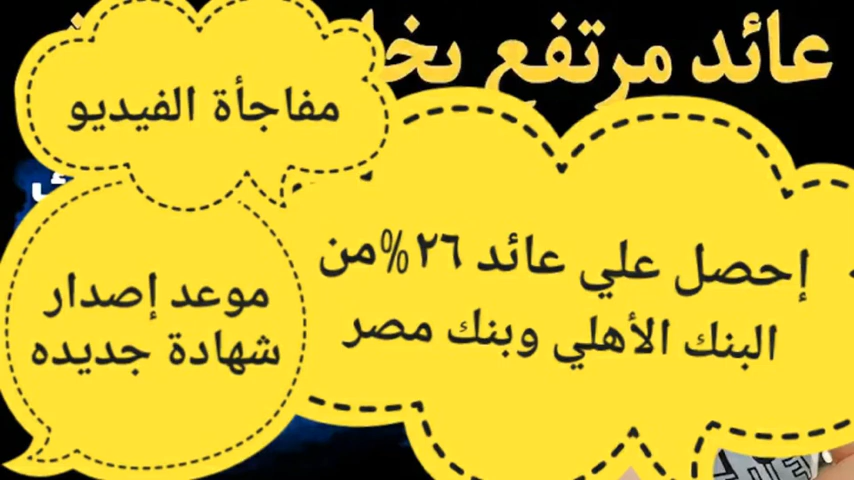 عائد مرتفع
مفاجأة الفيديو
إحصل علي عائد ٢٦%من
البنك الأهلي وبنك مصر
موعد إصدار
شهادة جديده